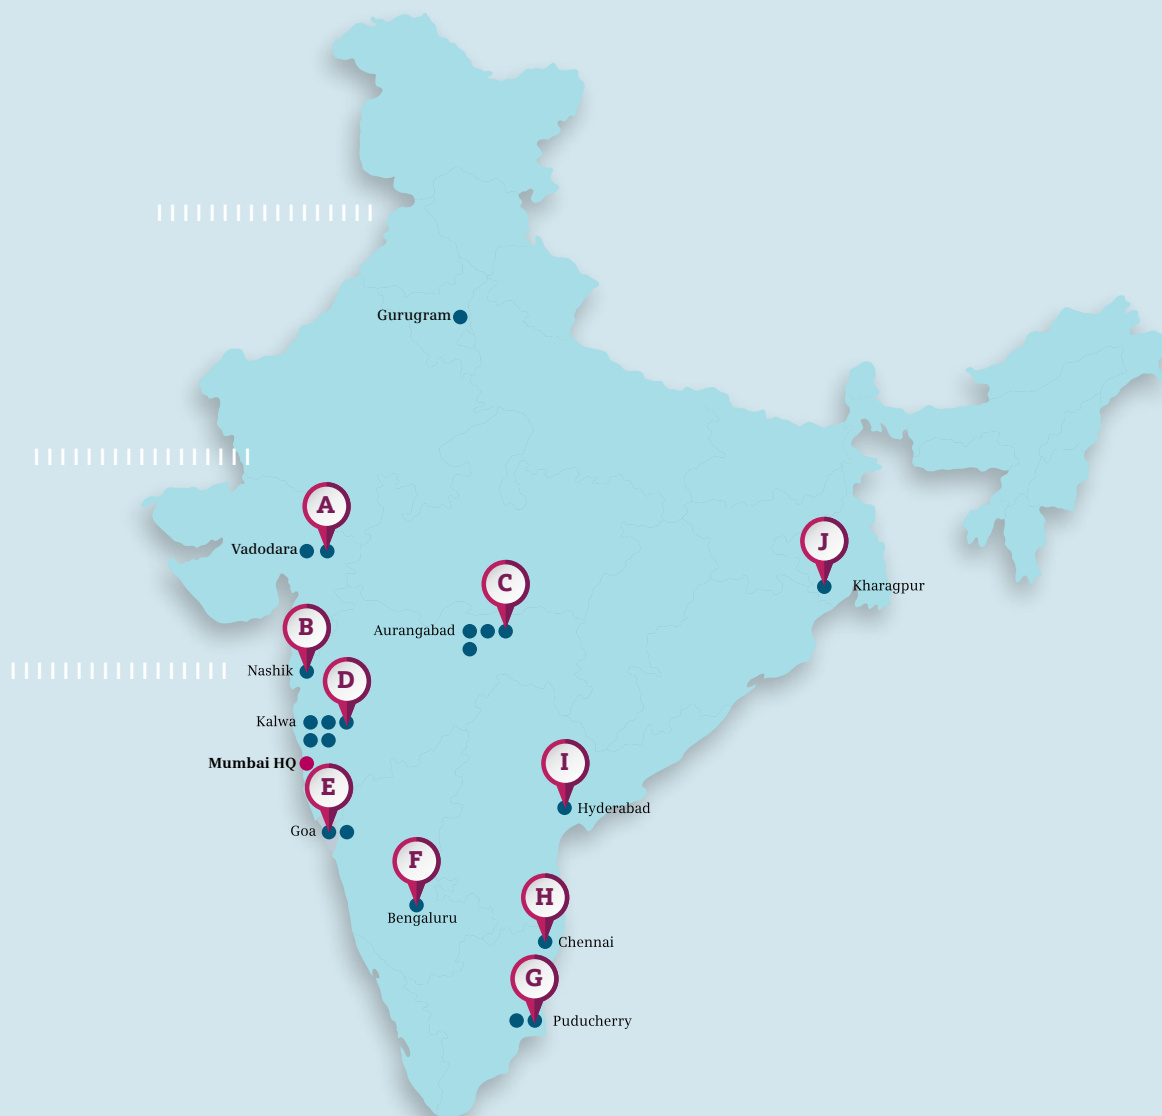 Gurugram
A
Vadodara
J
Kharagpur
C
Aurangabad
B
Nashik
D
Kalwa
Mumbai HQ
I
Hyderabad
E
Goa
F
Bengaluru
H
Chennai
G
Puducherry